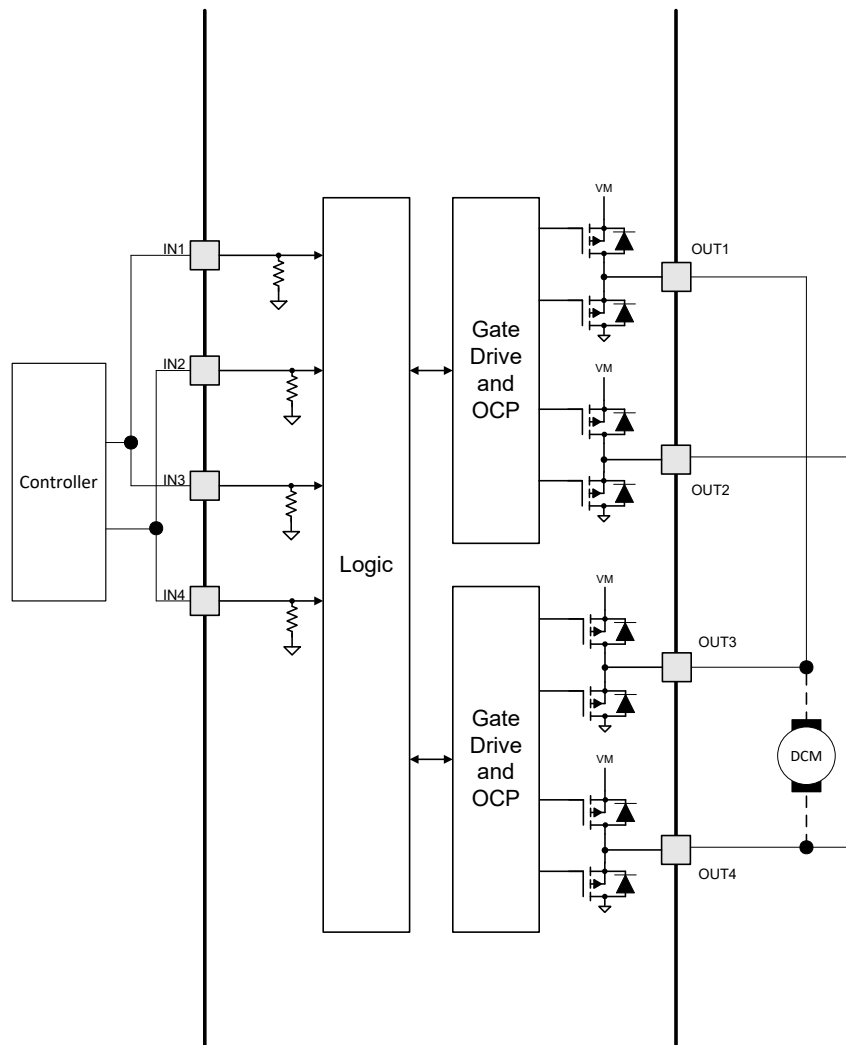 VM
OUT1
IN1
Gate
Drive
and
OCP
IN2
VM
Controller
IN3
OUT2
Logic
IN4
VM
OUT3
Gate
Drive
and
OCP
DCM
VM
OUT4